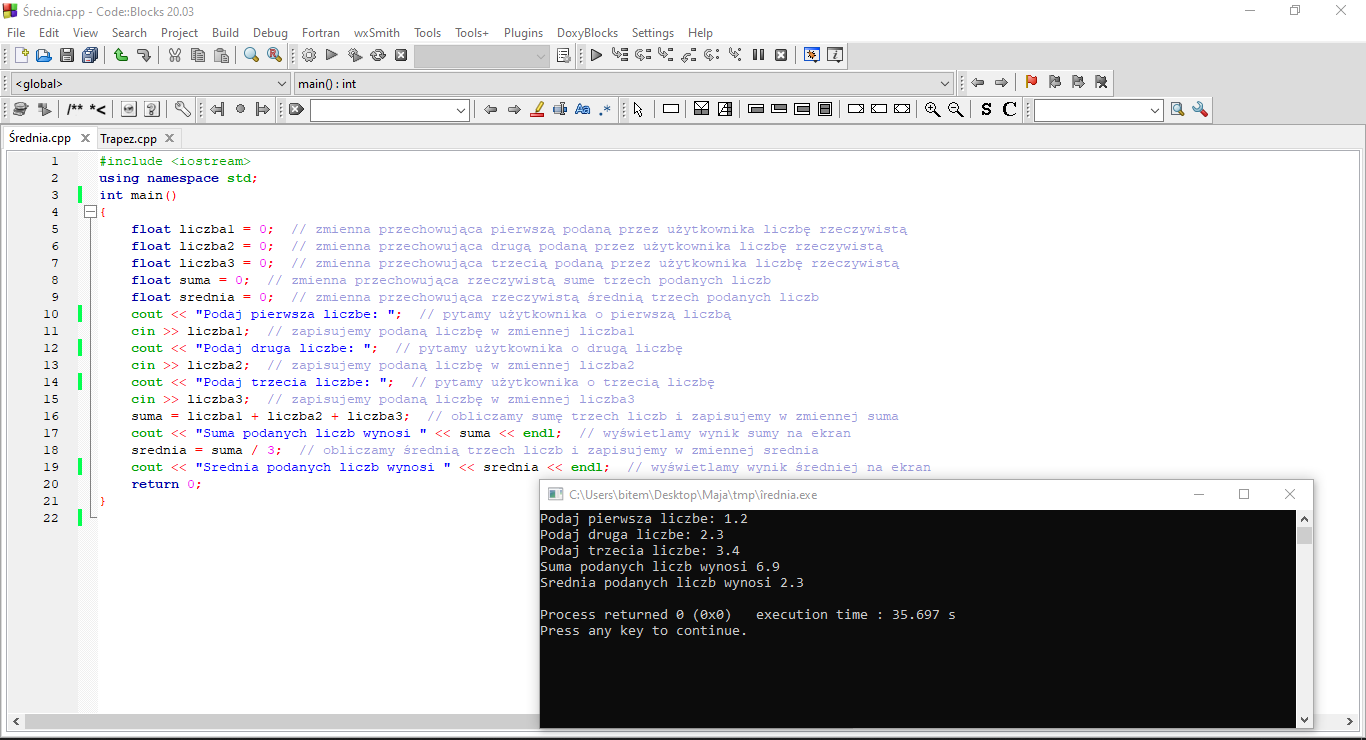 Średnia.cpp - Code::Blocks 20.03
File Edit View Search Project Build Debug Fortran wxSmith Tools Tools+ Plugins DoxyBlocks Settings Help
<global> main() : int
/** *< Aa .* S C
Średnia.cpp Trapez.cpp
1 #include <iostream>
2 using namespace std;
3 int main()
4 {
5 float liczba1 = 0; // zmienna przechowująca pierwszą podaną przez użytkownika liczbę rzeczywistą
6 float liczba2 = 0; // zmienna przechowująca drugą podaną przez użytkownika liczbę rzeczywistą
7 float liczba3 = 0; // zmienna przechowująca trzecią podaną przez użytkownika liczbę rzeczywistą
8 float suma = 0; // zmienna przechowująca rzeczywistą sume trzech podanych liczb
9 float srednia = 0; // zmienna przechowująca rzeczywistą średnią trzech podanych liczb
10 cout << "Podaj pierwsza liczbe: "; // pytamy użytkownika o pierwszą liczbą
11 cin >> liczba1; // zapisujemy podaną liczbę w zmiennej liczba1
12 cout << "Podaj druga liczbe: "; // pytamy użytkownika o drugą liczbę
13 cin >> liczba2; // zapisujemy podaną liczbę w zmiennej liczba2
14 cout << "Podaj trzecia liczbe: "; // pytamy użytkownika o trzecią liczbę
15 cin >> liczba3; // zapisujemy podaną liczbę w zmiennej liczba3
16 suma = liczba1 + liczba2 + liczba3; // obliczamy sumę trzech liczb i zapisujemy w zmiennej suma
17 cout << "Suma podanych liczb wynosi " << suma << endl; // wyświetlamy wynik sumy na ekran
18 srednia = suma / 3; // obliczamy średnią trzech liczb i zapisujemy w zmiennej srednia
19 cout << "Srednia podanych liczb wynosi " << srednia << endl; // wyświetlamy wynik średniej na ekran
20 return 0;
21 }
22
C:\Users\bitem\Desktop\Maja\tmp\îrednia.exe
Podaj pierwsza liczbe: 1.2
Podaj druga liczbe: 2.3
Podaj trzecia liczbe: 3.4
Suma podanych liczb wynosi 6.9
Srednia podanych liczb wynosi 2.3
Process returned 0 (0x0) execution time : 35.697 s
Press any key to continue.